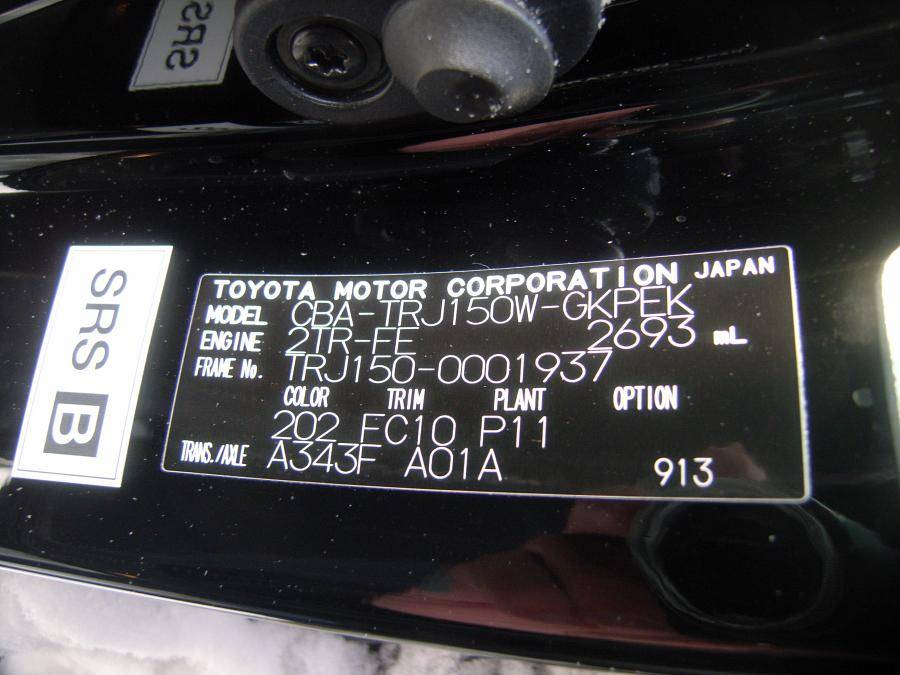 SRS
SRS B
TOYOTA MOTOR CORPORATION JAPAN
MODEL CBA-TRJ150W-GKPEK
ENGINE 2TR-FE 2693 mL
FRAME No. TRJ150-0001937
COLOR TRIM PLANT OPTION
202 FC10 P11
TRANS./AXLE A343F A01A 913